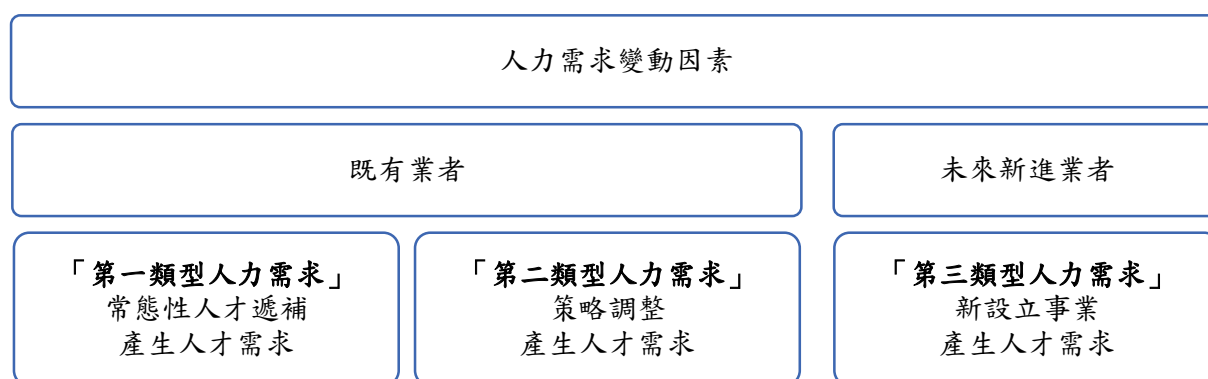 人力需求變動因素
既有業者
未來新進業者
「第一類型人力需求」
常態性人才遞補
產生人才需求
「第二類型人力需求」
策略調整
產生人才需求
「第三類型人力需求」
新設立事業
產生人才需求